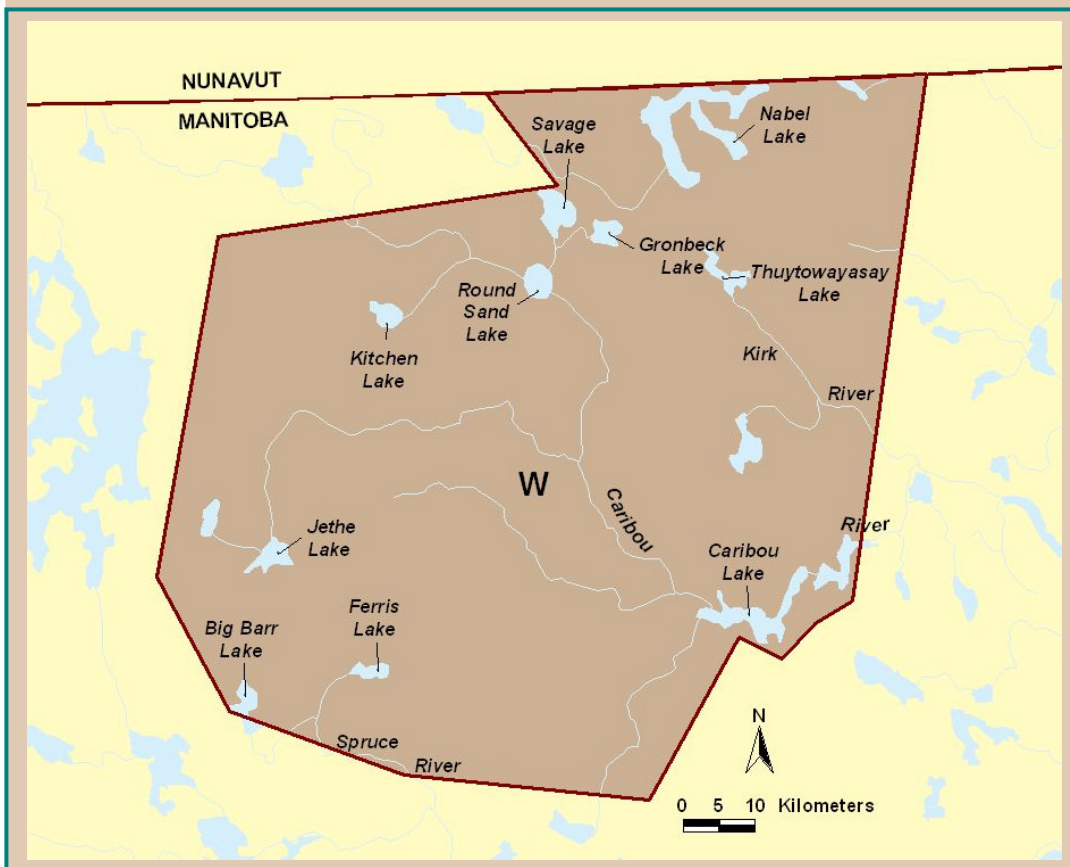 NUNAVUT
MANITOBA
Savage
Lake
Nabel
Lake
Gronbeck
Lake
Thuytowayasay
Lake
Round
Sand
Lake
Kitchen
Lake
Kirk
River
W
Caribou
River
Jethe
Lake
Caribou
Lake
Ferris
Lake
Big Barr
Lake
Spruce
River
N
0 5 10 Kilometers